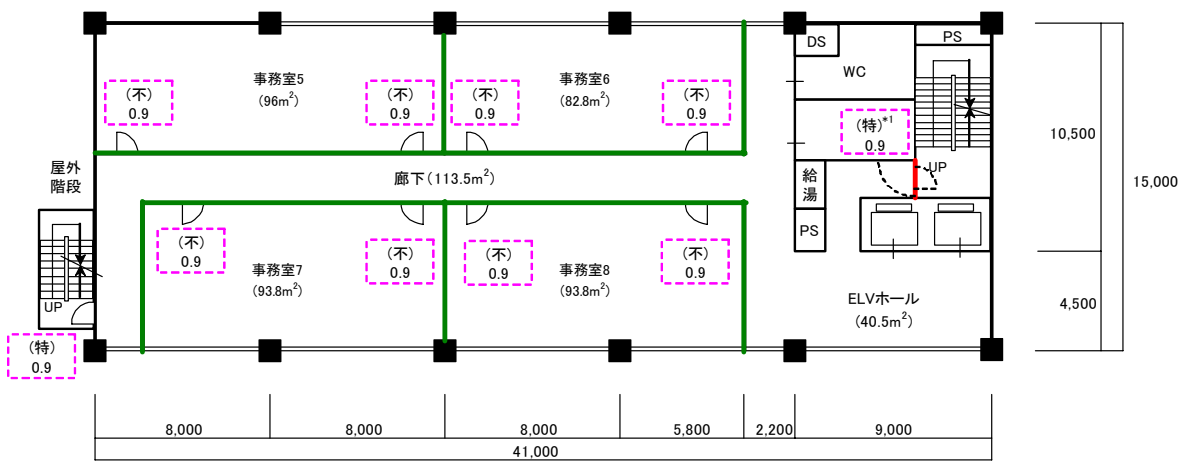 DS
PS
WC
事務室5
(96m²)
事務室6
(82.8m²)
(不)
0.9
(不)
0.9
(不)
0.9
(不)
0.9
(特)*1
0.9
10,500
屋外
階段
廊下(113.5m²)
給
湯
UP
15,000
PS
(不)
0.9
(不)
0.9
(不)
0.9
(不)
0.9
事務室7
(93.8m²)
事務室8
(93.8m²)
UP
ELVホール
(40.5m²)
4,500
(特)
0.9
8,000
8,000
8,000
5,800
2,200
9,000
41,000